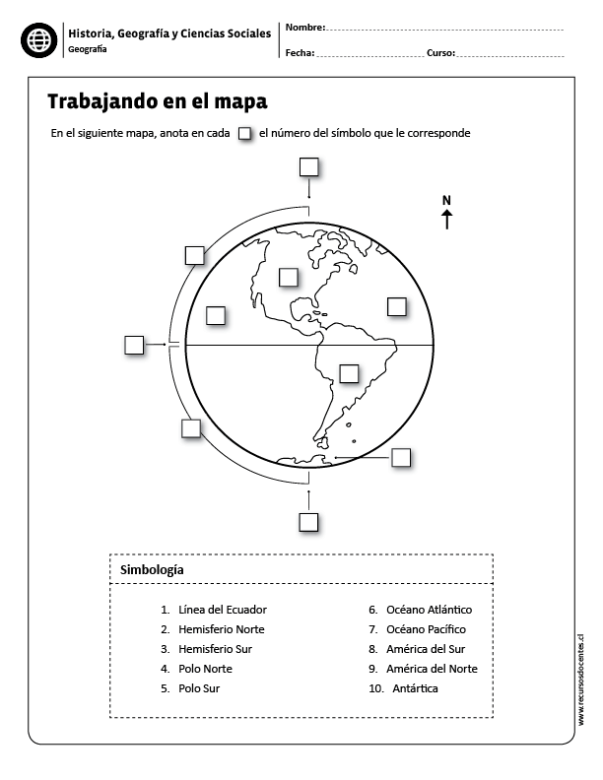 Historia, Geografía y Ciencias Sociales
Geografía
Nombre:
Fecha: Curso:
Trabajando en el mapa
En el siguiente mapa, anota en cada el número del símbolo que le corresponde
N
Simbología
1. Línea del Ecuador
2. Hemisferio Norte
3. Hemisferio Sur
4. Polo Norte
5. Polo Sur
6. Océano Atlántico
7. Océano Pacífico
8. América del Sur
9. América del Norte
10. Antártica
www.recursosdocentes.cl